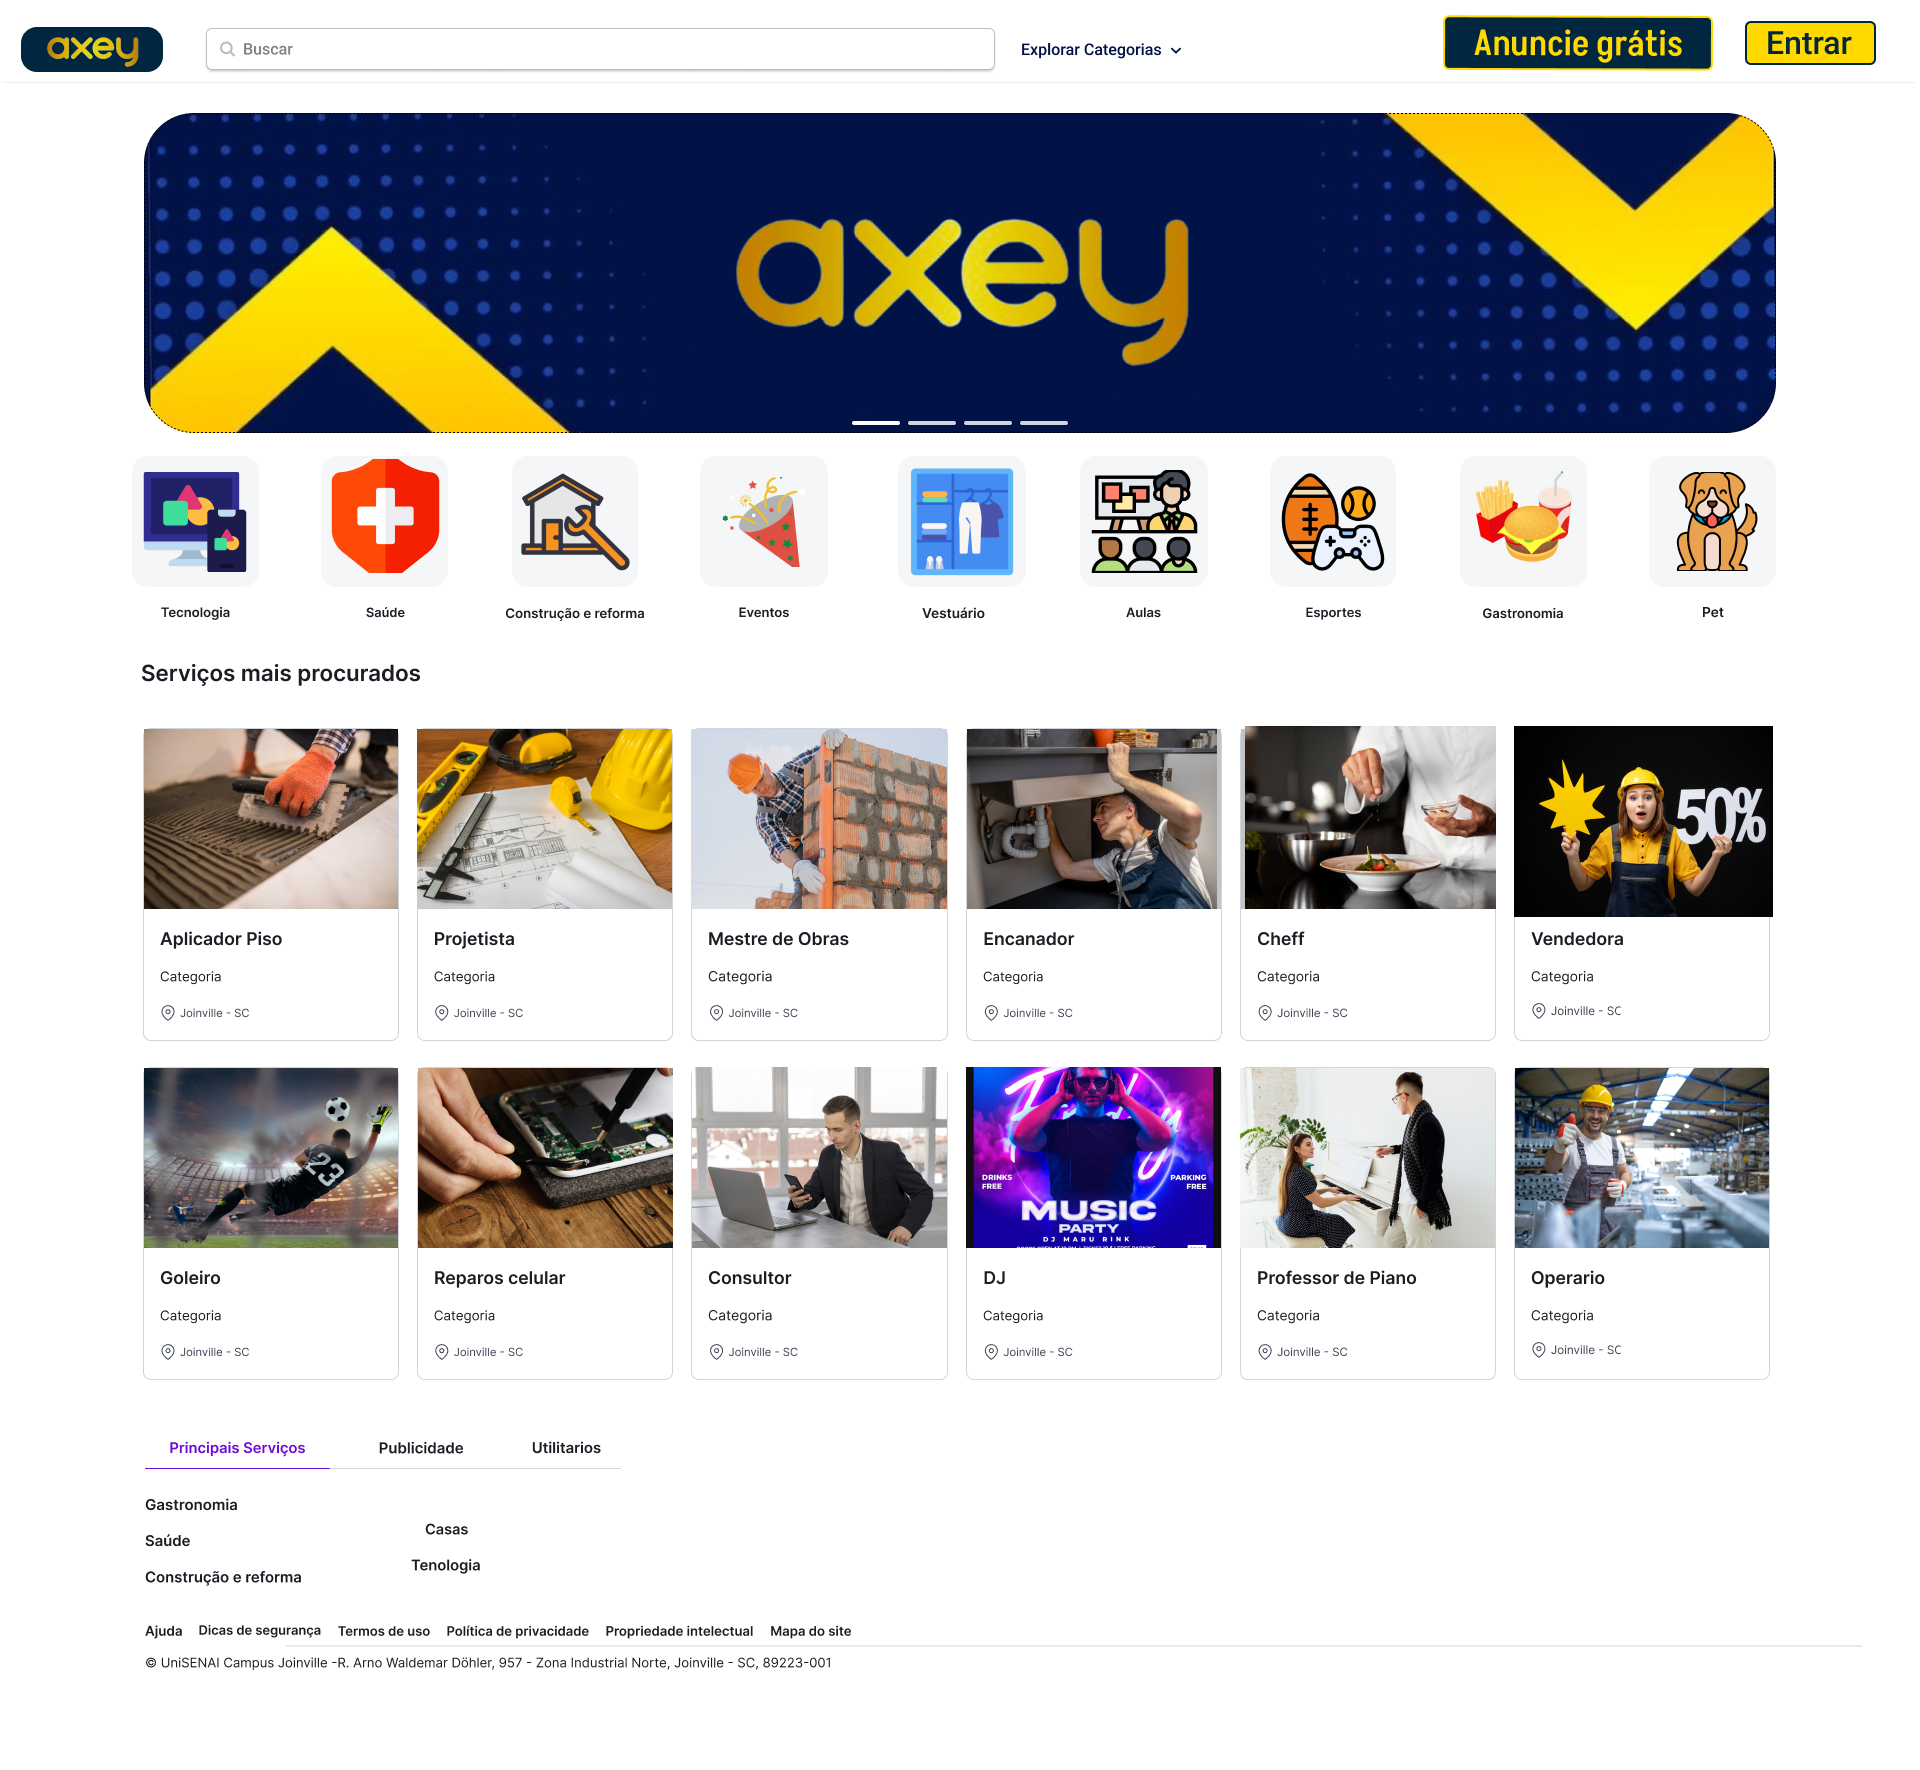 axey
Buscar
Explorar Categorias
Anuncie grátis
Entrar
axey
Tecnologia
Saúde
Construção e reforma
Eventos
Vestuário
Aulas
Esportes
Gastronomia
Pet
Serviços mais procurados
50%
Aplicador Piso
Categoria
Joinville - SC
Projetista
Categoria
Joinville - SC
Mestre de Obras
Categoria
Joinville - SC
Encanador
Categoria
Joinville - SC
Cheff
Categoria
Joinville - SC
Vendedora
Categoria
Joinville - SC
23
Goleiro
Categoria
Joinville - SC
Reparos celular
Categoria
Joinville - SC
Consultor
Categoria
Joinville - SC
Friday
DRINKS
FREE
PARKING
FREE
MUSIC
PARTY
DJ MARU RINK
DJ
Categoria
Joinville - SC
Professor de Piano
Categoria
Joinville - SC
Operario
Categoria
Joinville - SC
Principais Serviços
Publicidade
Utilitarios
Gastronomia
Saúde
Construção e reforma
Casas
Tenologia
Ajuda
Dicas de segurança
Termos de uso
Política de privacidade
Propriedade intelectual
Mapa do site
© UniSENAI Campus Joinville -R. Arno Waldemar Döhler, 957 - Zona Industrial Norte, Joinville - SC, 89223-001